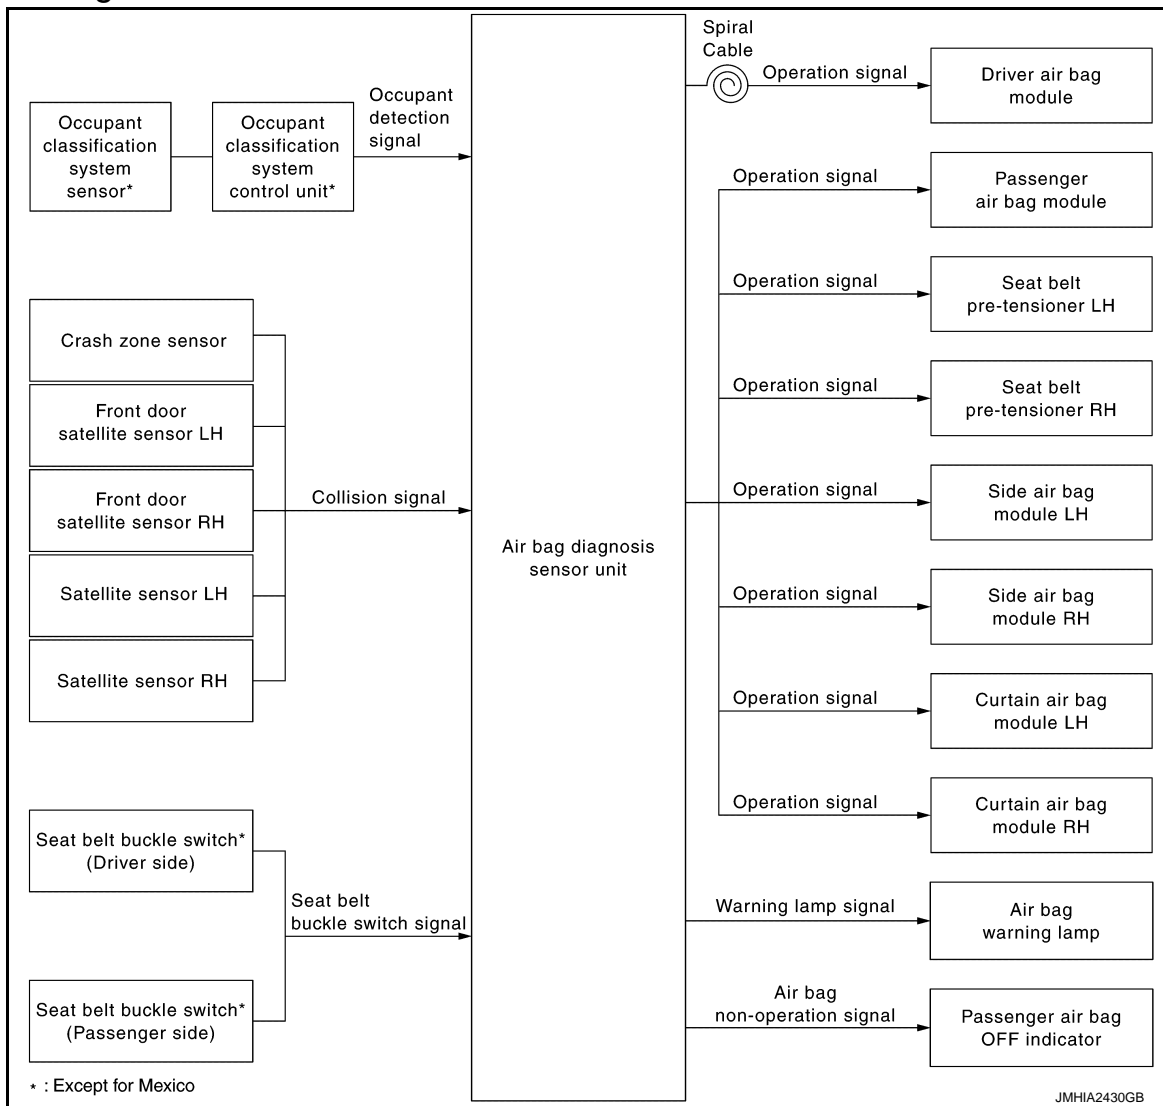 Spiral
Cable
Operation signal
Driver air bag
module
Occupant
classification
system
sensor*
Occupant
classification
system
control unit*
Occupant
detection
signal
Operation signal
Passenger
air bag module
Operation signal
Seat belt
pre-tensioner LH
Crash zone sensor
Operation signal
Seat belt
pre-tensioner RH
Front door
satellite sensor LH
Front door
satellite sensor RH
Collision signal
Operation signal
Side air bag
module LH
Air bag diagnosis
sensor unit
Satellite sensor LH
Operation signal
Side air bag
module RH
Satellite sensor RH
Operation signal
Curtain air bag
module LH
Operation signal
Curtain air bag
module RH
Seat belt buckle switch*
(Driver side)
Seat belt
buckle switch signal
Warning lamp signal
Air bag
warning lamp
Seat belt buckle switch*
(Passenger side)
Air bag
non-operation signal
Passenger air bag
OFF indicator
* : Except for Mexico
JMHIA2430GB